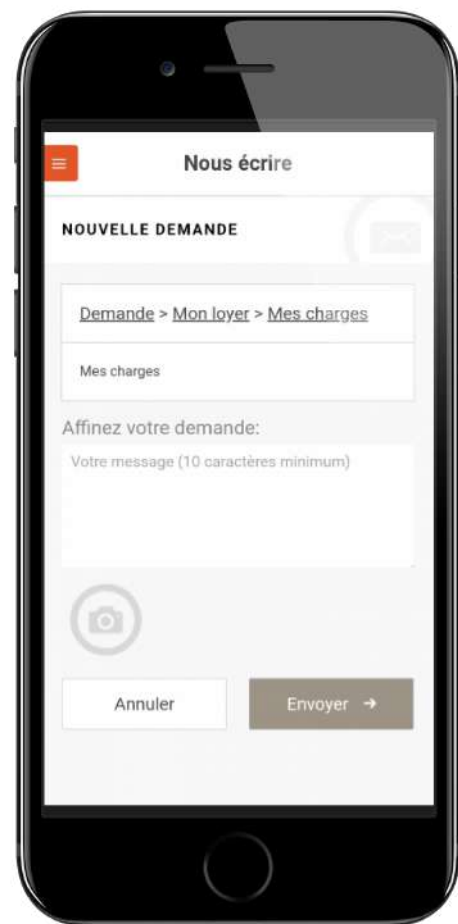 Nous écrire
NOUVELLE DEMANDE
Demande > Mon loyer > Mes charges
Mes charges
Affinez votre demande:
Votre message (10 caractères minimum)
Annuler
Envoyer →